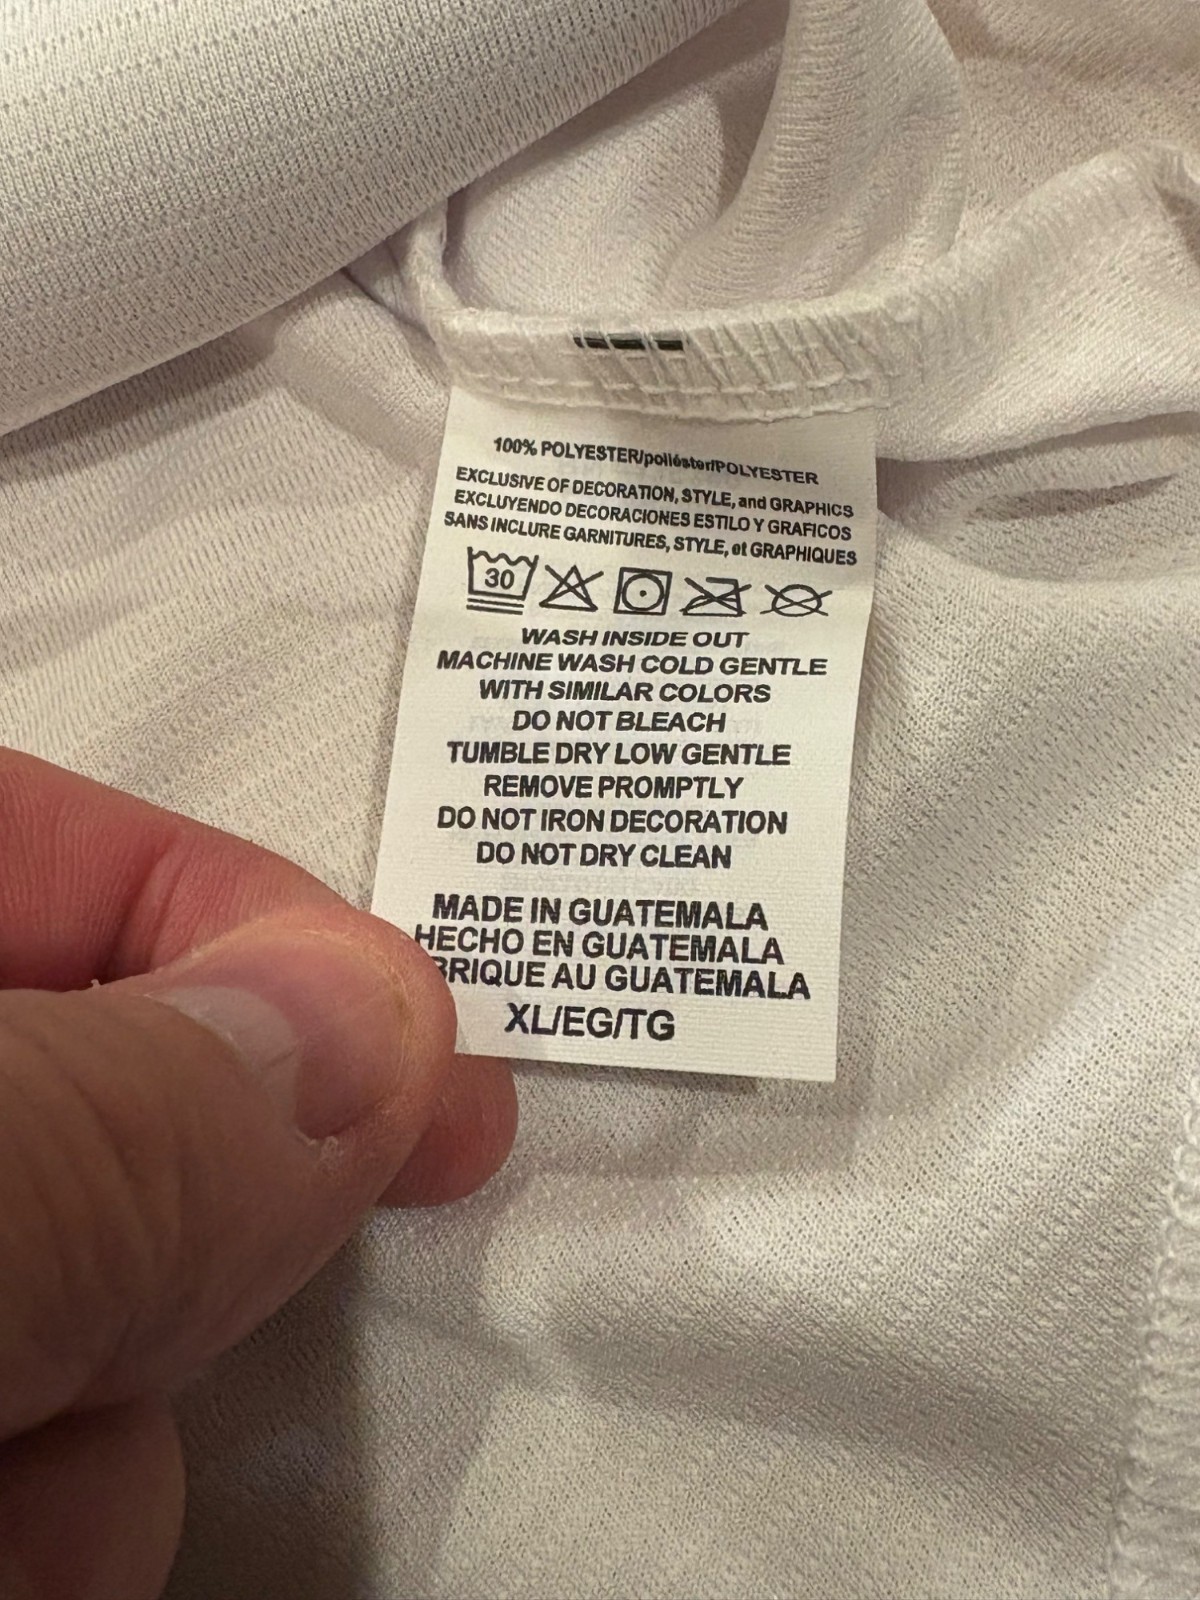 100% POLYESTER/poliéster/POLYESTER
EXCLUSIVE OF DECORATION, STYLE, and GRAPHICS
EXCLUYENDO DECORACIONES ESTILO Y GRAFICOS
SANS INCLURE GARNITURES, STYLE, et GRAPHIQUES
30
WASH INSIDE OUT
MACHINE WASH COLD GENTLE
WITH SIMILAR COLORS
DO NOT BLEACH
TUMBLE DRY LOW GENTLE
REMOVE PROMPTLY
DO NOT IRON DECORATION
DO NOT DRY CLEAN
MADE IN GUATEMALA
HECHO EN GUATEMALA
BRIQUE AU GUATEMALA
XL/EG/TG